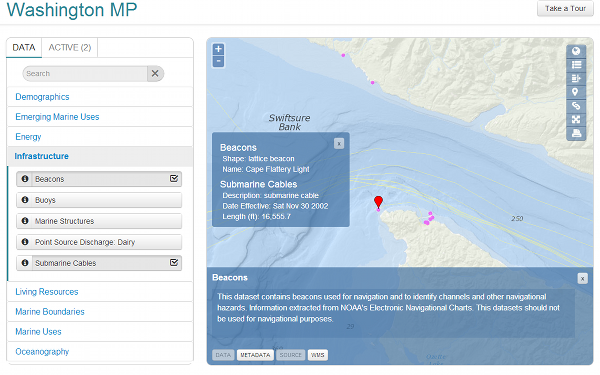 Washington MP
Take a Tour
DATA
ACTIVE (2)
Search
Demographics
Emerging Marine Uses
Energy
Infrastructure
Beacons
Buoys
Marine Structures
Point Source Discharge: Dairy
Submarine Cables
Living Resources
Marine Boundaries
Marine Uses
Oceanography
+
-
Swiftsure
Bank
Beacons
x
Shape: lattice beacon
Name: Cape Flattery Light
Submarine Cables
Description: submarine cable
Date Effective: Sat Nov 30 2002
Length (ft): 16,555.7
250
Beacons
x
This dataset contains beacons used for navigation and to identify channels and other navigational
hazards. Information extracted from NOAA's Electronic Navigational Charts. This datasets should not
be used for navigational purposes.
DATA
METADATA
SOURCE
WMS